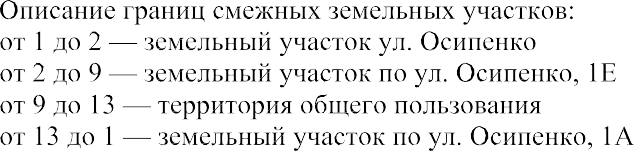 Описание границ смежных земельных участков:
от 1 до 2 — земельный участок ул. Осипенко
от 2 до 9 — земельный участок по ул. Осипенко, 1Е
от 9 до 13 — территория общего пользования
от 13 до 1 — земельный участок по ул. Осипенко, 1А